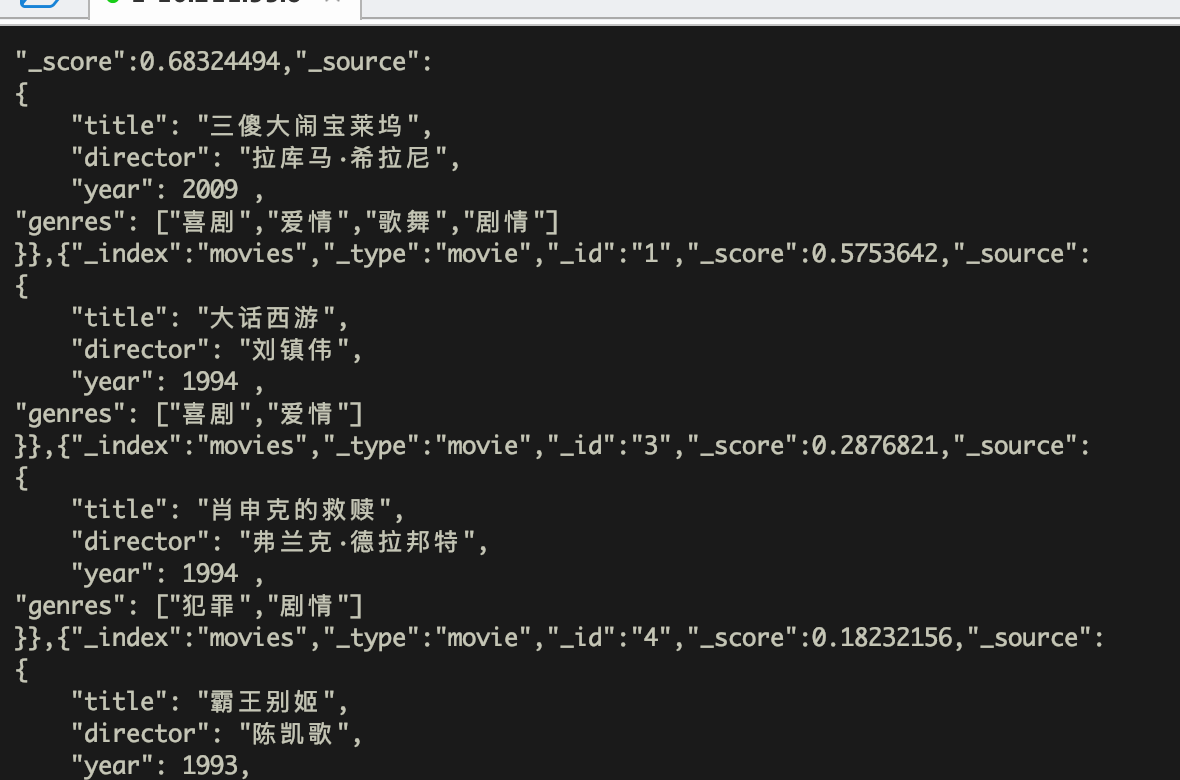 "_score":0.68324494,"_source":
{
    "title": "三傻大闹宝莱坞",
    "director": "拉库马·希拉尼",
    "year": 2009 ,
"genres": ["喜剧","爱情","歌舞","剧情"]
}},{"_index":"movies","_type":"movie","_id":"1","_score":0.5753642,"_source":
{
    "title": "大话西游",
    "director": "刘镇伟",
    "year": 1994 ,
"genres": ["喜剧","爱情"]
}},{"_index":"movies","_type":"movie","_id":"3","_score":0.2876821,"_source":
{
    "title": "肖申克的救赎",
    "director": "弗兰克·德拉邦特",
    "year": 1994 ,
"genres": ["犯罪","剧情"]
}},{"_index":"movies","_type":"movie","_id":"4","_score":0.18232156,"_source":
{
    "title": "霸王别姬",
    "director": "陈凯歌",
    "year": 1993,